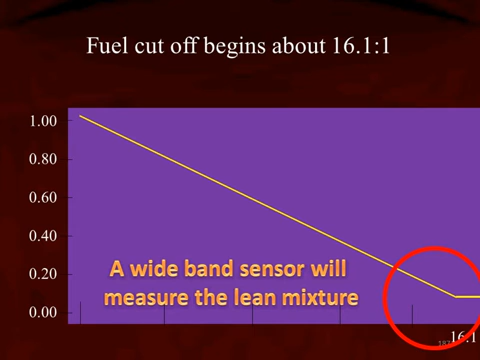 Fuel cut off begins about 16.1:1
1.00
0.80
0.60
0.40
0.20
0.00
A wide band sensor will
measure the lean mixture
16.1